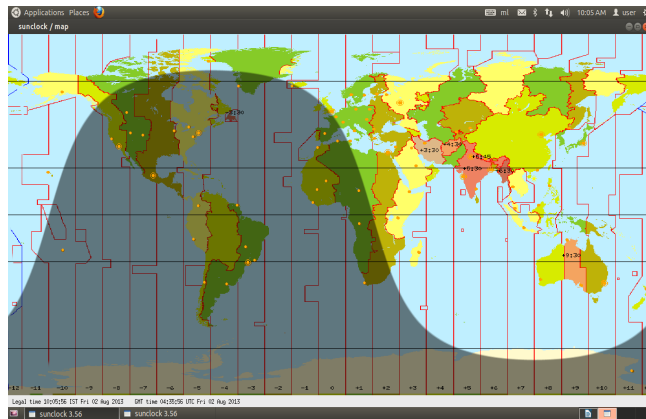 Applications Places ml 10:05 AM user
sunclock / map
-3:30
+3:30
+4:30
+5:45
+5:30
+6:30
+9:30
-12 -11 -10 -9 -8 -7 -6 -5 -4 -3 -2 -1 -0 +1 +2 +3 +4 +5 +6 +7 +8 +9 +10 +11
Legal time 10:05:56 IST Fri 02 Aug 2013 GMT time 04:35:56 UTC Fri 02 Aug 2013
sunclock 3.56 sunclock 3.56